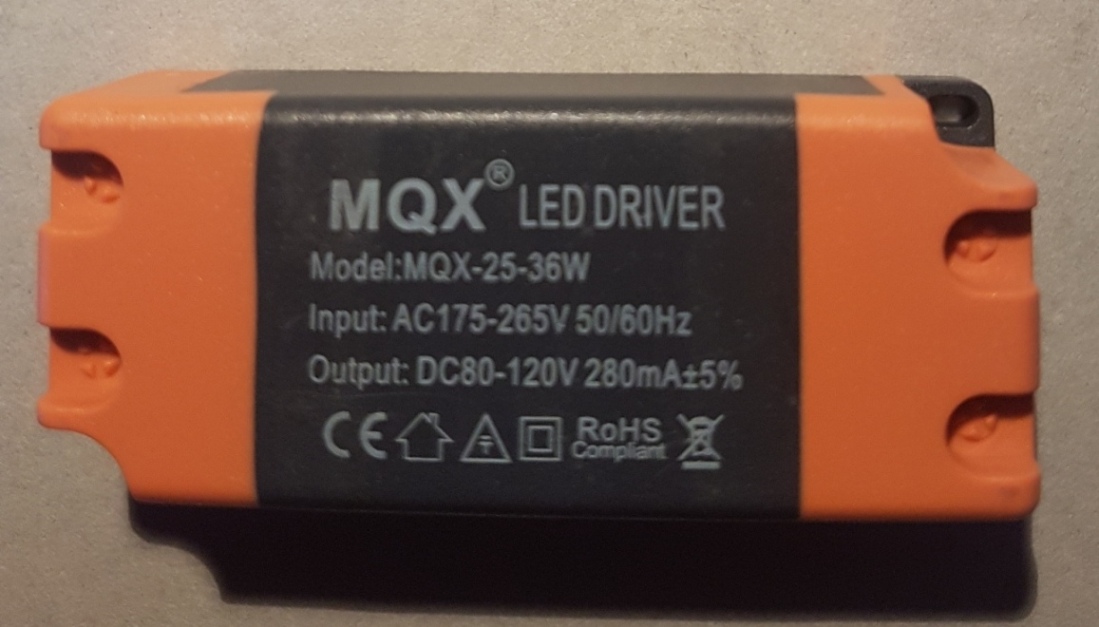 MQX® LED DRIVER
Model:MQX-25-36W
Input: AC175-265V 50/60Hz
Output: DC80-120V 280mA±5%
CE RoHS
Compliant